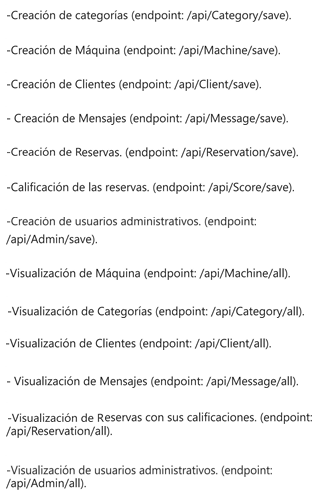 -Creación de categorías (endpoint: /api/Category/save).
-Creación de Máquina (endpoint: /api/Machine/save).
-Creación de Clientes (endpoint: /api/Client/save).
- Creación de Mensajes (endpoint: /api/Message/save).
-Creación de Reservas. (endpoint: /api/Reservation/save).
-Calificación de las reservas. (endpoint: /api/Score/save).
-Creación de usuarios administrativos. (endpoint:
/api/Admin/save).
-Visualización de Máquina (endpoint: /api/Machine/all).
-Visualización de Categorías (endpoint: /api/Category/all).
-Visualización de Clientes (endpoint: /api/Client/all).
- Visualización de Mensajes (endpoint: /api/Message/all).
-Visualización de Reservas con sus calificaciones. (endpoint:
/api/Reservation/all).
-Visualización de usuarios administrativos. (endpoint:
/api/Admin/all).